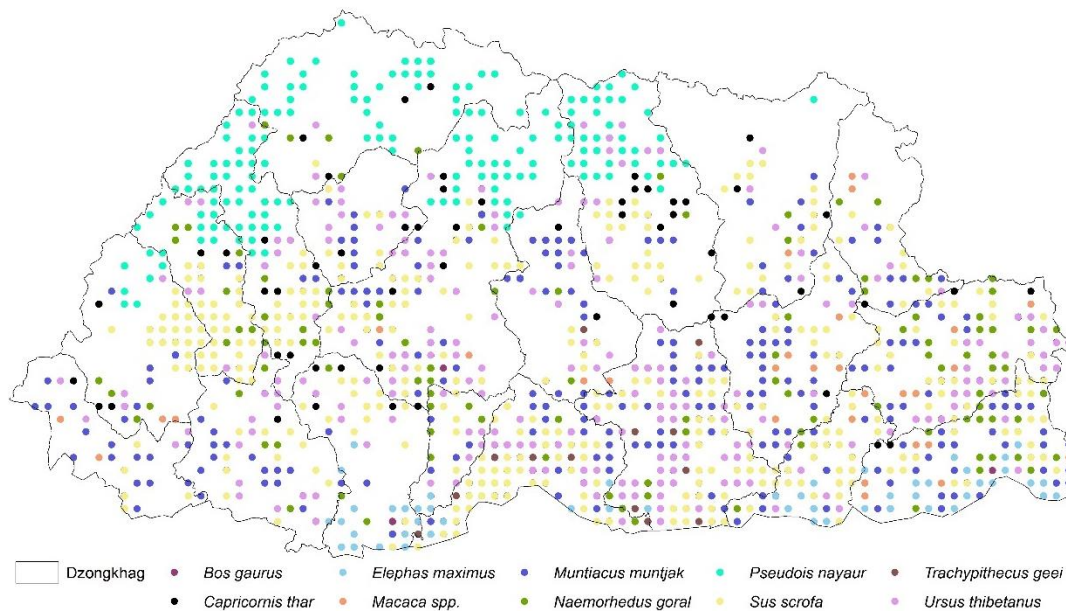 Dzongkhag Bos gaurus Elephas maximus Muntiacus muntjak Pseudois nayaur Trachypithecus geei
Capricornis thar Macaca spp. Naemorhedus goral Sus scrofa Ursus thibetanus